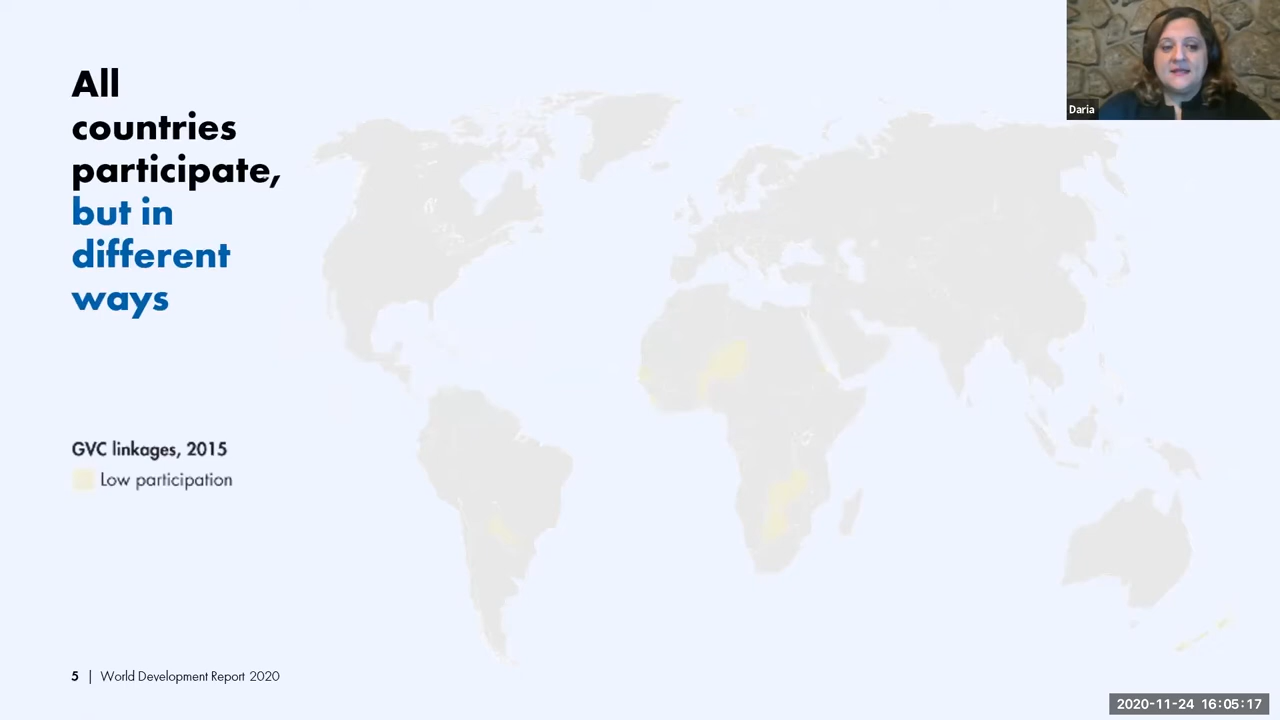 All
countries
participate,
but in
different
ways
Daria
GVC linkages, 2015
Low participation
5 | World Development Report 2020
2020-11-24 16:05:17